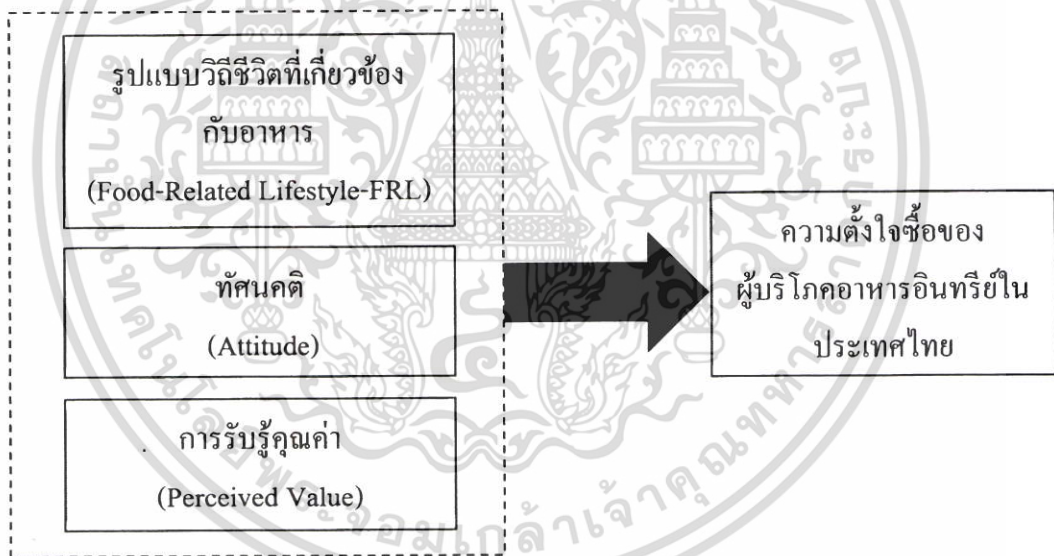 รูปแบบวิถีชีวิตที่เกี่ยวข้อง
กับอาหาร
(Food-Related Lifestyle-FRL)
ทัศนคติ
(Attitude)
การรับรู้คุณค่า
(Perceived Value)
ความตั้งใจซื้อของ
ผู้บริโภคอาหารอินทรีย์ใน
ประเทศไทย